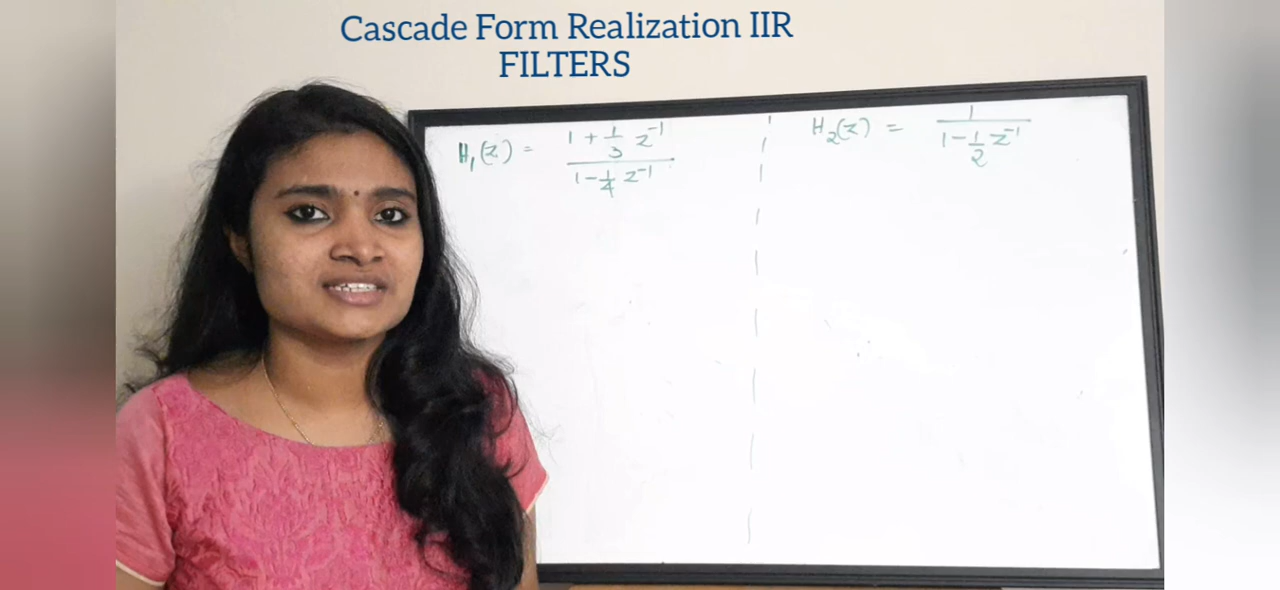 Cascade Form Realization IIR
FILTERS
H₁(z) = (1 + 1/3 z⁻¹) / (1 - 1/4 z⁻¹)
H₂(z) = 1 / (1 - 1/2 z⁻¹)